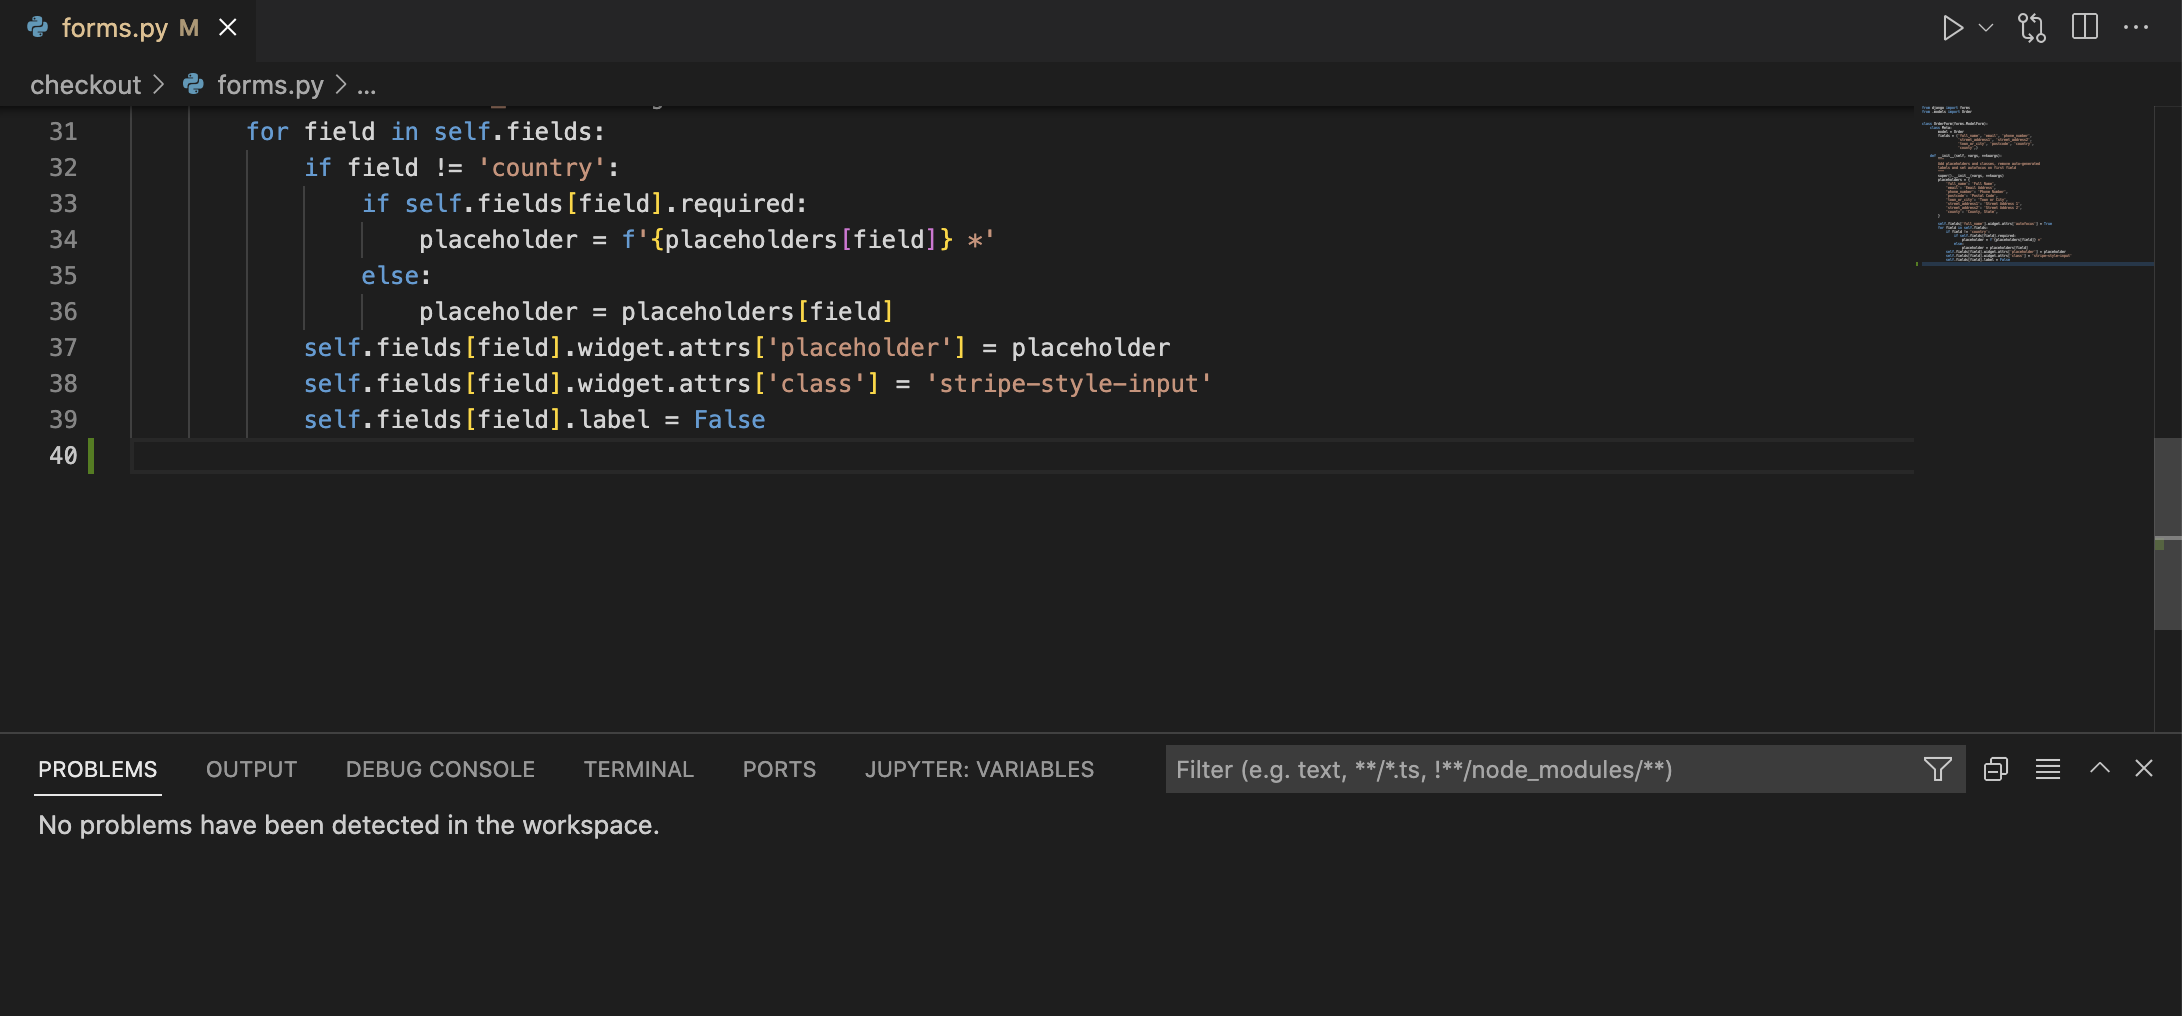 forms.py M
checkout > forms.py > ...
31 for field in self.fields:
32 if field != 'country':
33 if self.fields[field].required:
34 placeholder = f'{placeholders[field]} *'
35 else:
36 placeholder = placeholders[field]
37 self.fields[field].widget.attrs['placeholder'] = placeholder
38 self.fields[field].widget.attrs['class'] = 'stripe-style-input'
39 self.fields[field].label = False
40
PROBLEMS OUTPUT DEBUG CONSOLE TERMINAL PORTS JUPYTER: VARIABLES Filter (e.g. text, **/*.ts, !**/node_modules/**)
No problems have been detected in the workspace.